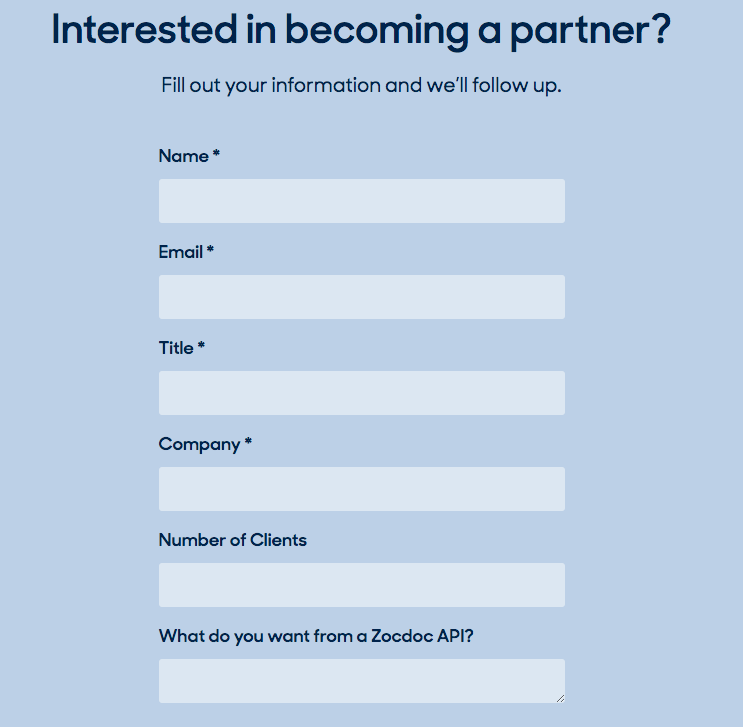 Interested in becoming a partner?
Fill out your information and we'll follow up.
Name *
Email *
Title *
Company *
Number of Clients
What do you want from a Zocdoc API?